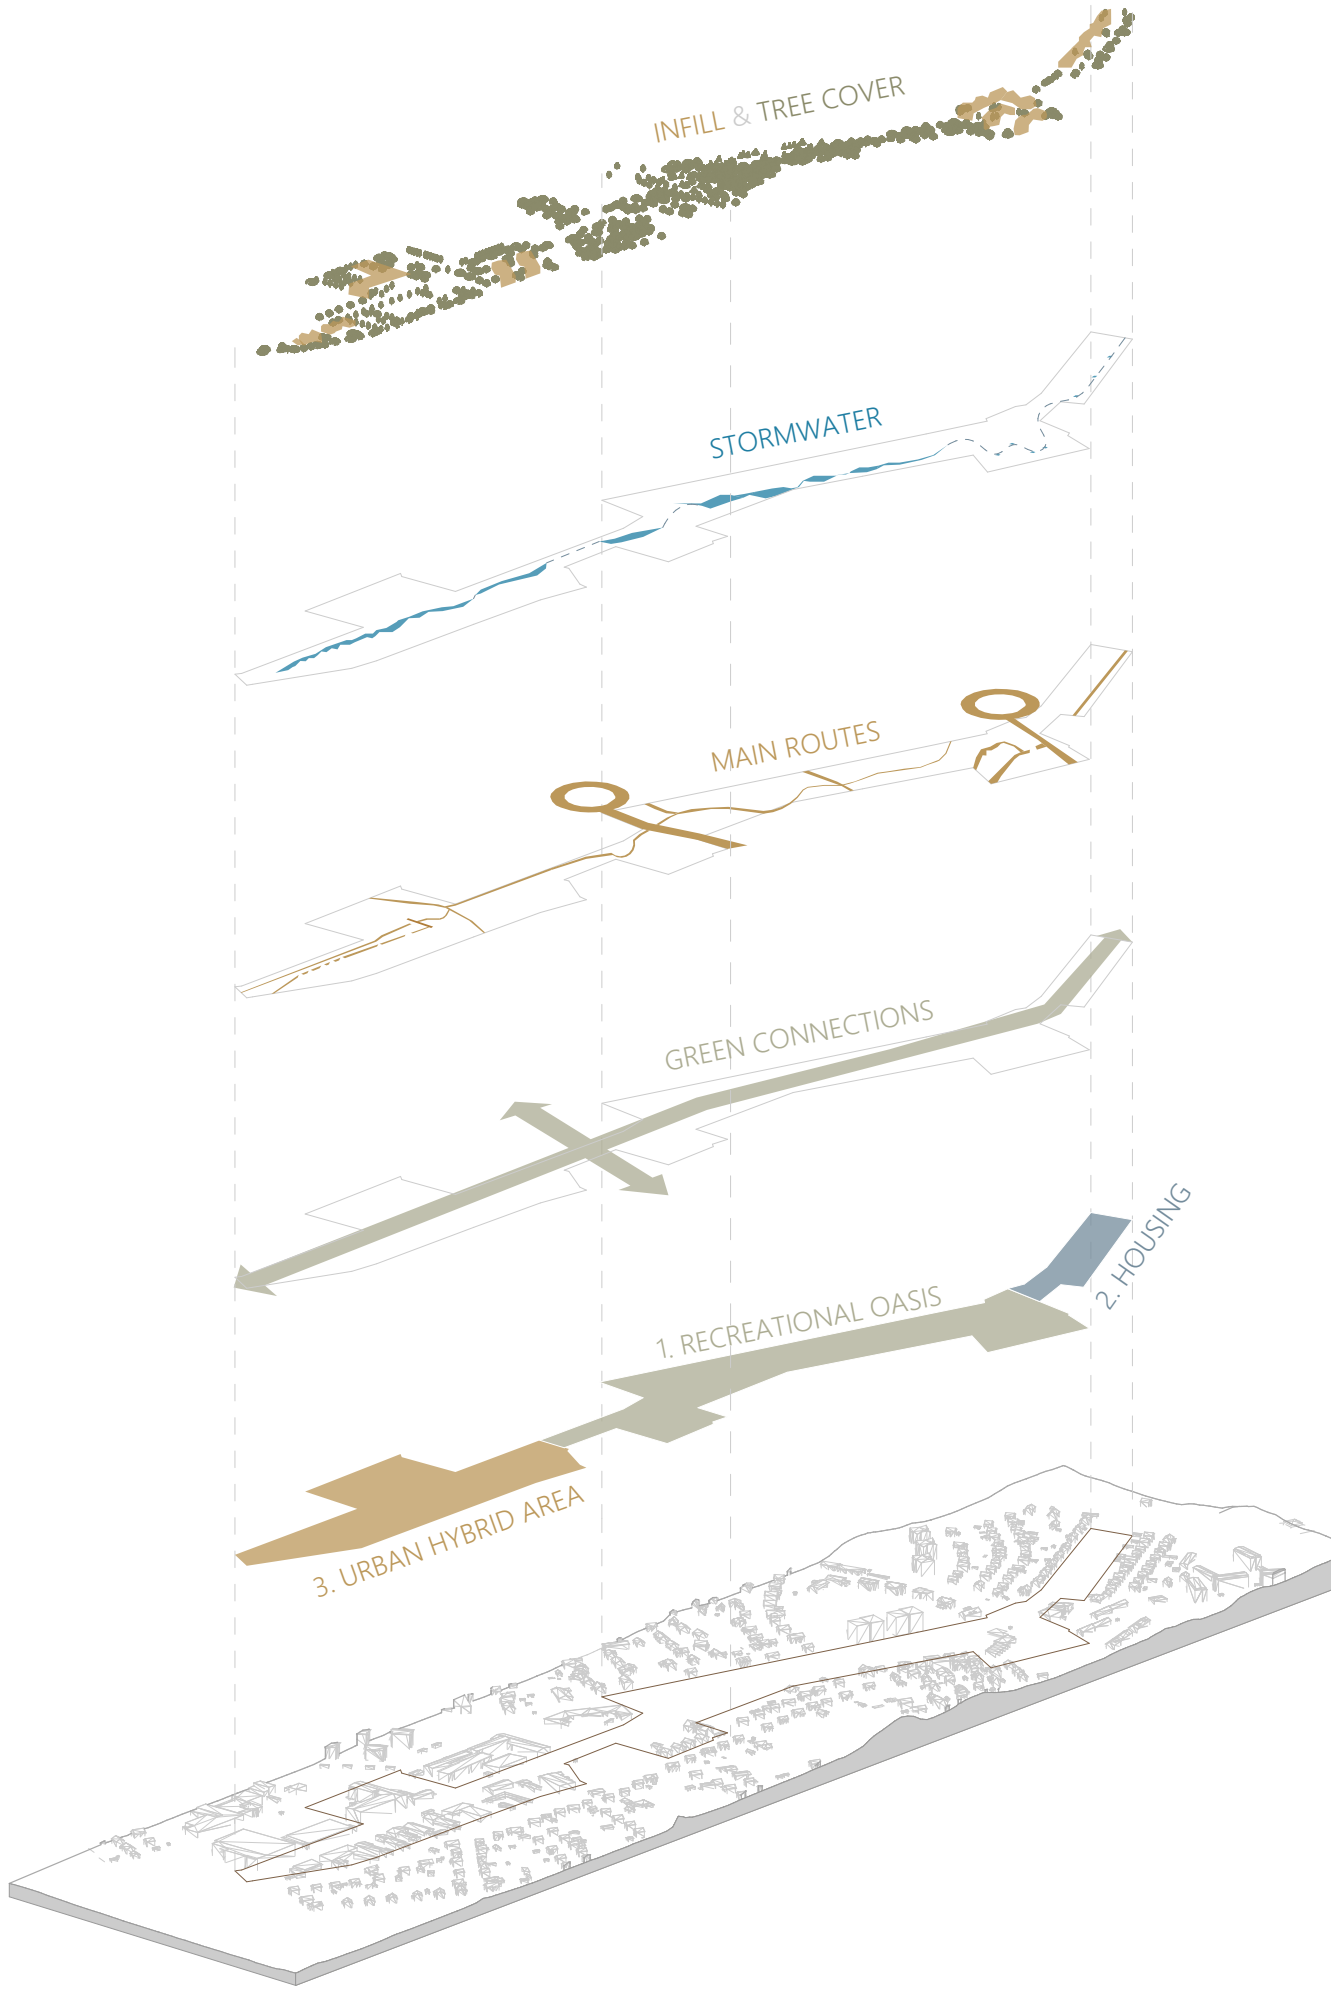 INFILL & TREE COVER
STORMWATER
MAIN ROUTES
GREEN CONNECTIONS
2. HOUSING
1. RECREATIONAL OASIS
3. URBAN HYBRID AREA